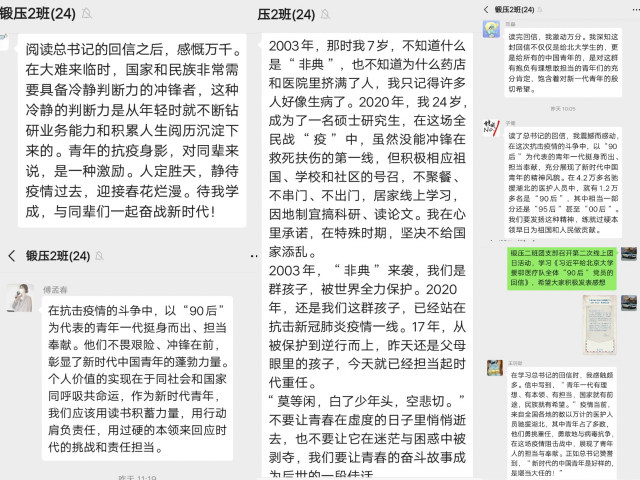 锻压2班(24)
阅读总书记的回信之后，感慨万千。
在大难来临时，国家和民族非常需
要具备冷静判断力的冲锋者，这种
冷静的判断力是从年轻时就不断钻
研业务能力和积累人生阅历沉淀下
来的。青年的抗疫身影，对同辈来
说，是一种激励。人定胜天，静待
疫情过去，迎接春花烂漫。待我学
成，与同辈们一起奋战新时代！
锻压2班(24)
傅孟春
在抗击疫情的斗争中，以“90后”
为代表的青年一代挺身而出、担当
奉献。他们不畏艰险、冲锋在前，
彰显了新时代中国青年的蓬勃力量。
个人价值的实现在于同社会和国家
同呼吸共命运，作为新时代青年，
我们应该用读书积蓄力量，用行动
肩负责任，用过硬的本领来回应时
代的挑战和责任担当。
昨天 11:19
压2班(24)
2003年，那时我7岁，不知道什么
是“非典”，也不知道为什么药店
和医院里挤满了人，我只记得许多
人好像生病了。2020年，我24岁，
成为了一名硕士研究生，在这场全
民战“疫”中，虽然没能冲锋在
救死扶伤的第一线，但积极相应祖
国、学校和社区的号召，不聚餐、
不串门、不出门，居家线上学习，
因地制宜搞科研、读论文。我在心
里承诺，在特殊时期，坚决不给国
家添乱。
2003年，“非典”来袭，我们是
群孩子，被世界全力保护。2020
年，还是我们这群孩子，已经站在
抗击新冠肺炎疫情一线。17年，从
被保护到逆行而上，昨天还是父母
眼里的孩子，今天就已经担当起时
代重任。
“莫等闲，白了少年头，空悲切。”
不要让青春在虚度的日子里悄悄逝
去，也不要让它在迷茫与困惑中被
剥夺，我们要让青春的奋斗故事成
为后世的一段佳话
锻压2班(24)
读完回信，我激动万分。我深知这
封回信不仅仅是给北大学生的，更
是给所有的中国青年的，是对这群
有抱负有理想敢担当的青年们的充
分肯定，饱含着对新一代青年的殷
切希望。
昨天 10:05
读了总书记的回信，我震撼而感动，
在这次抗击疫情的斗争中，以“90
后”为代表的青年一代挺身而出、
担当奉献，充分展现了新时代中国
青年的精神风貌。在4.2万多名驰
援湖北的医护人员中，就有1.2万
多名是“90后”，其中相当一部
分还是“95后”甚至“00后”。
我们要发扬这种精神，练就过硬本
领早日为祖国和人民做贡献。
锻压二班团支部召开第二次线上团
日活动，学习《习近平给北京大学
援鄂医疗队全体“90后”党员的
回信》，希望大家积极发表感想
在学习总书记的回信时，我感触颇
多。信中写到，“青年一代有理
想、有本领、有担当，国家就有前
途，民族就有希望。”疫情当前，
来自全国各地的数以万计的医护人
员驰援湖北，其中青年占了多数，
他们勇挑重任，勇敢地与病毒抗争，
在这场疫情阻击战中，展现了青年
人的担当与奉献。正如总书记赞誉
到，“新时代的中国青年是好样的，
是堪当大任的！”